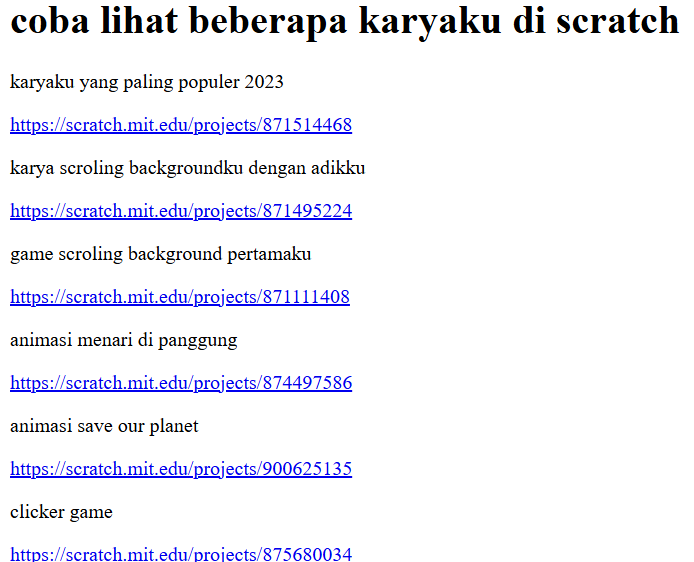 coba lihat beberapa karyaku di scratch
karyaku yang paling populer 2023
https://scratch.mit.edu/projects/871514468
karya scroling backgroundku dengan adikku
https://scratch.mit.edu/projects/871495224
game scroling background pertamaku
https://scratch.mit.edu/projects/871111408
animasi menari di panggung
https://scratch.mit.edu/projects/874497586
animasi save our planet
https://scratch.mit.edu/projects/900625135
clicker game
https://scratch.mit.edu/projects/875680034